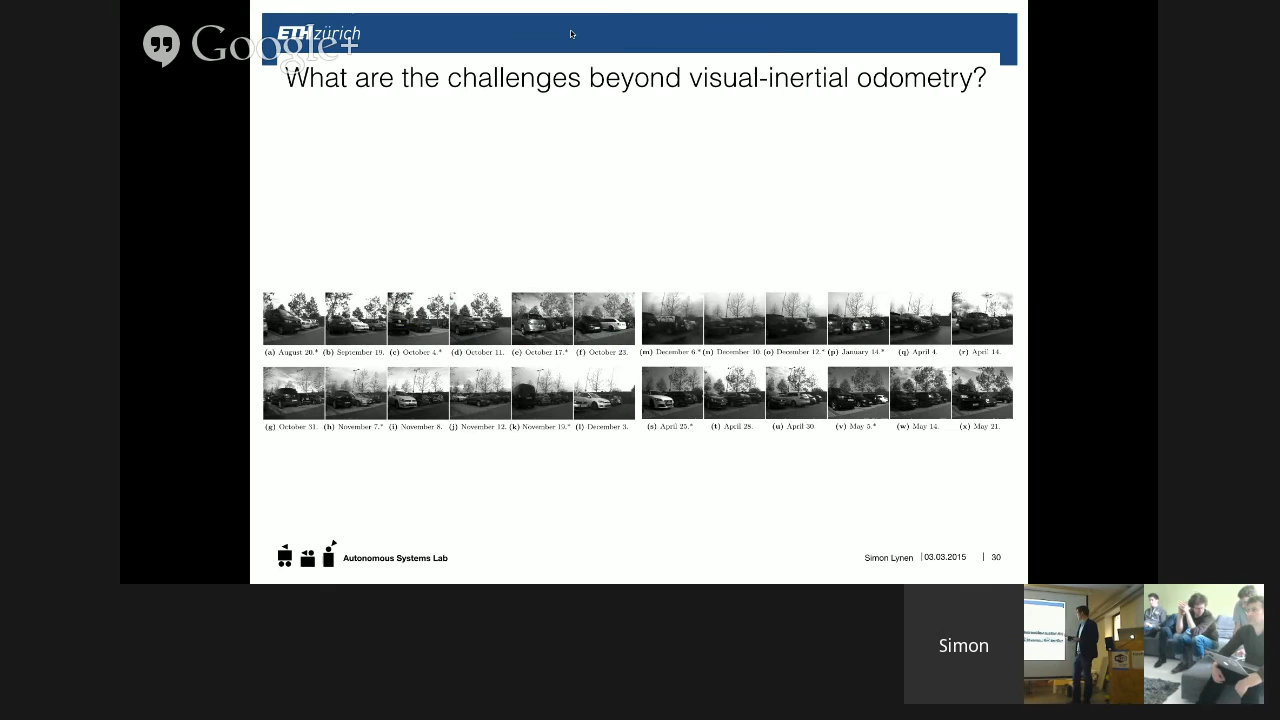 ETH zürich
Google+
What are the challenges beyond visual-inertial odometry?
(a) August 20.* (b) September 19. (c) October 4.* (d) October 11. (e) October 17.* (f) October 23. (m) December 6.* (n) December 10. (o) December 12.* (p) January 14.* (q) April 4. (r) April 14.
(g) October 31. (h) November 7.* (i) November 8. (j) November 12. (k) November 19.* (l) December 3. (s) April 25.* (t) April 28. (u) April 30. (v) May 5.* (w) May 14. (x) May 21.
Autonomous Systems Lab
Simon Lynen | 03.03.2015 | 30
Simon